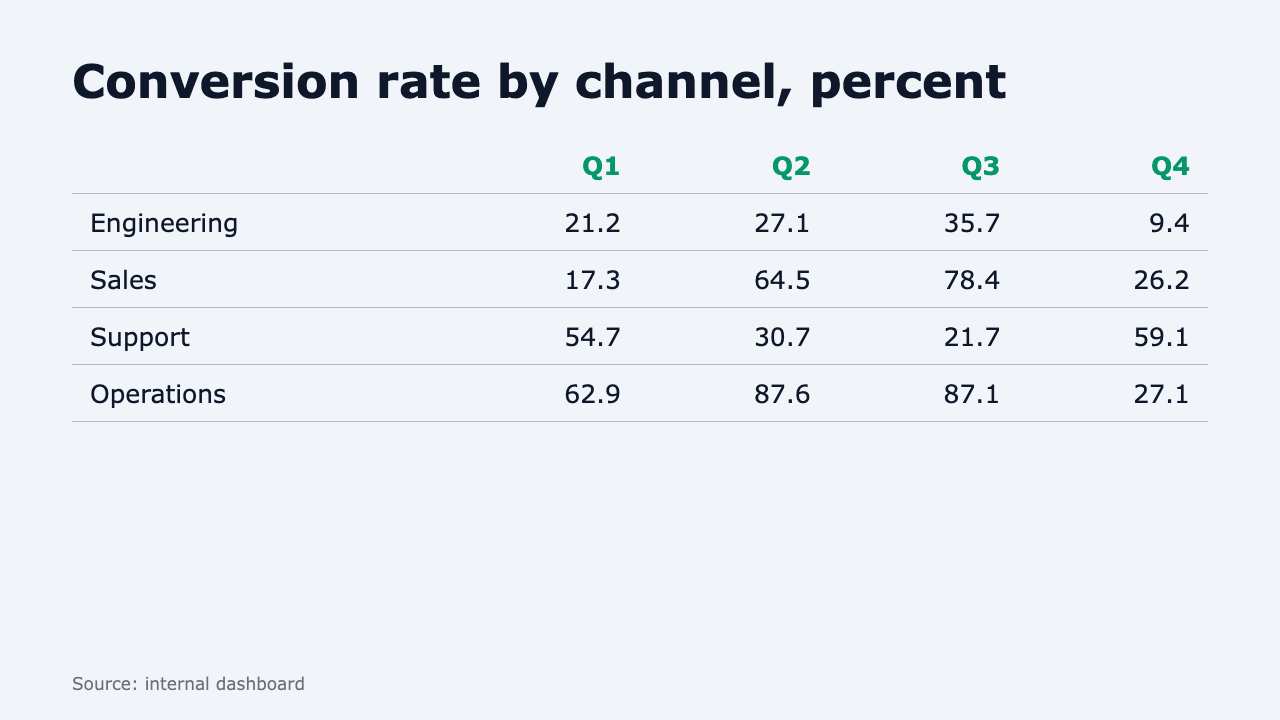 Conversion rate by channel, percent
Q1 Q2 Q3 Q4
Engineering 21.2 27.1 35.7 9.4
Sales 17.3 64.5 78.4 26.2
Support 54.7 30.7 21.7 59.1
Operations 62.9 87.6 87.1 27.1
Source: internal dashboard